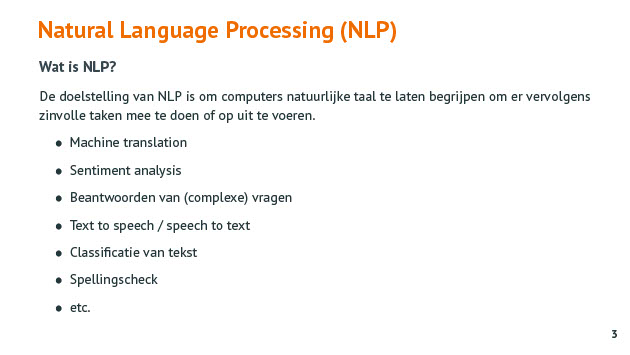 Natural Language Processing (NLP)
Wat is NLP?
De doelstelling van NLP is om computers natuurlijke taal te laten begrijpen om er vervolgens
zinvolle taken mee te doen of op uit te voeren.
● Machine translation
● Sentiment analysis
● Beantwoorden van (complexe) vragen
● Text to speech / speech to text
● Classificatie van tekst
● Spellingscheck
● etc.
3